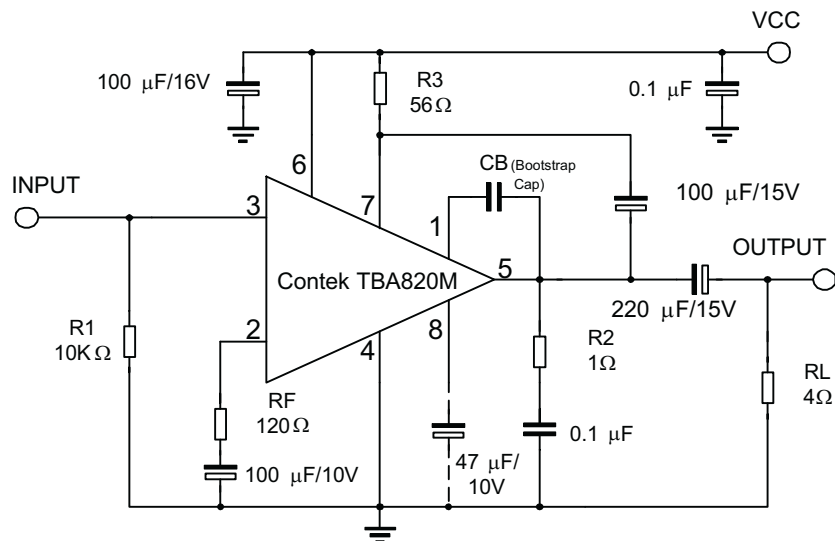 VCC
100 μF/16V
R3
56Ω
0.1 μF
6
CB (Bootstrap
Cap)
INPUT
3
7
1
100 μF/15V
OUTPUT
Contek TBA820M
5
220 μF/15V
R1
10KΩ
2
4
8
R2
1Ω
RL
4Ω
RF
120Ω
0.1 μF
100 μF/10V
47 μF/
10V